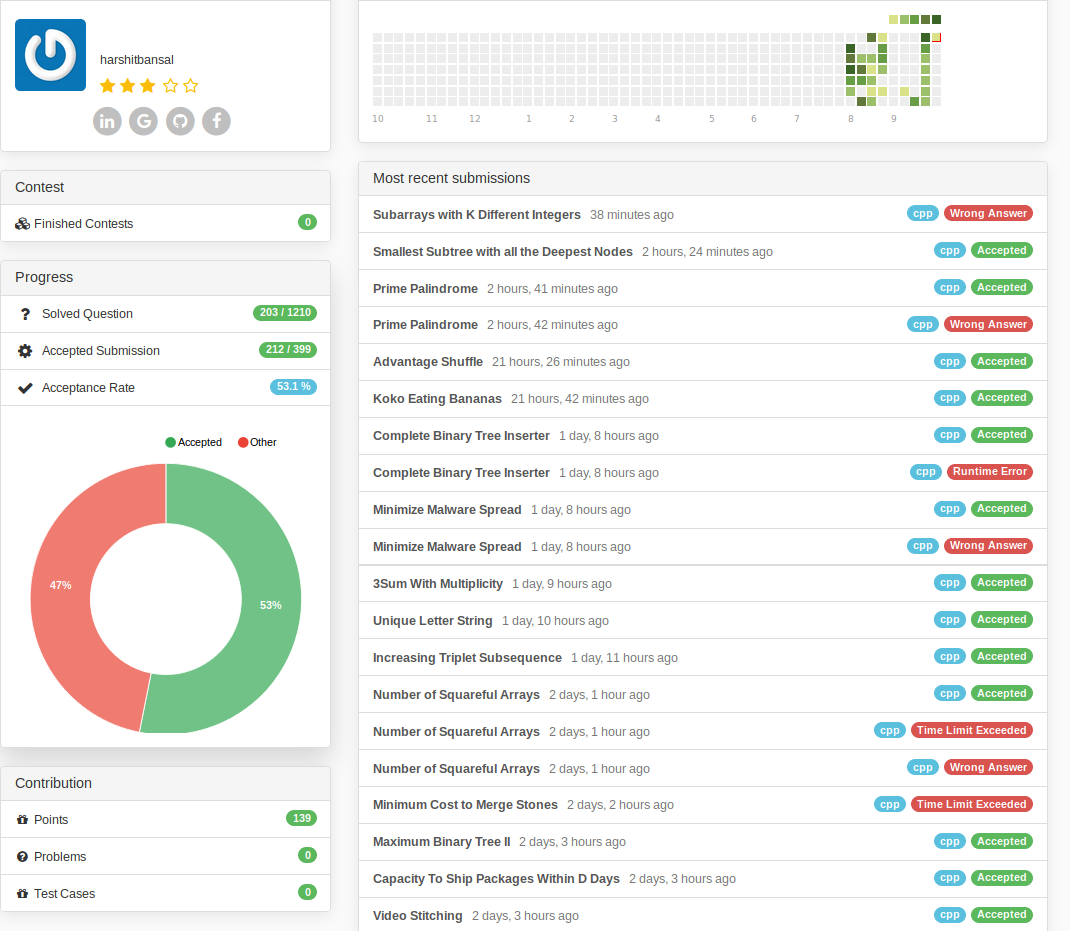 harshitbansal
Contest
Finished Contests 0
Progress
Solved Question 203 / 1210
Accepted Submission 212 / 399
Acceptance Rate 53.1 %
Accepted Other
47%
53%
Contribution
Points 139
Problems 0
Test Cases 0
10 11 12 1 2 3 4 5 6 7 8 9
Most recent submissions
Subarrays with K Different Integers 38 minutes ago cpp Wrong Answer
Smallest Subtree with all the Deepest Nodes 2 hours, 24 minutes ago cpp Accepted
Prime Palindrome 2 hours, 41 minutes ago cpp Accepted
Prime Palindrome 2 hours, 42 minutes ago cpp Wrong Answer
Advantage Shuffle 21 hours, 26 minutes ago cpp Accepted
Koko Eating Bananas 21 hours, 42 minutes ago cpp Accepted
Complete Binary Tree Inserter 1 day, 8 hours ago cpp Accepted
Complete Binary Tree Inserter 1 day, 8 hours ago cpp Runtime Error
Minimize Malware Spread 1 day, 8 hours ago cpp Accepted
Minimize Malware Spread 1 day, 8 hours ago cpp Wrong Answer
3Sum With Multiplicity 1 day, 9 hours ago cpp Accepted
Unique Letter String 1 day, 10 hours ago cpp Accepted
Increasing Triplet Subsequence 1 day, 11 hours ago cpp Accepted
Number of Squareful Arrays 2 days, 1 hour ago cpp Accepted
Number of Squareful Arrays 2 days, 1 hour ago cpp Time Limit Exceeded
Number of Squareful Arrays 2 days, 1 hour ago cpp Wrong Answer
Minimum Cost to Merge Stones 2 days, 2 hours ago cpp Time Limit Exceeded
Maximum Binary Tree II 2 days, 3 hours ago cpp Accepted
Capacity To Ship Packages Within D Days 2 days, 3 hours ago cpp Accepted
Video Stitching 2 days, 3 hours ago cpp Accepted